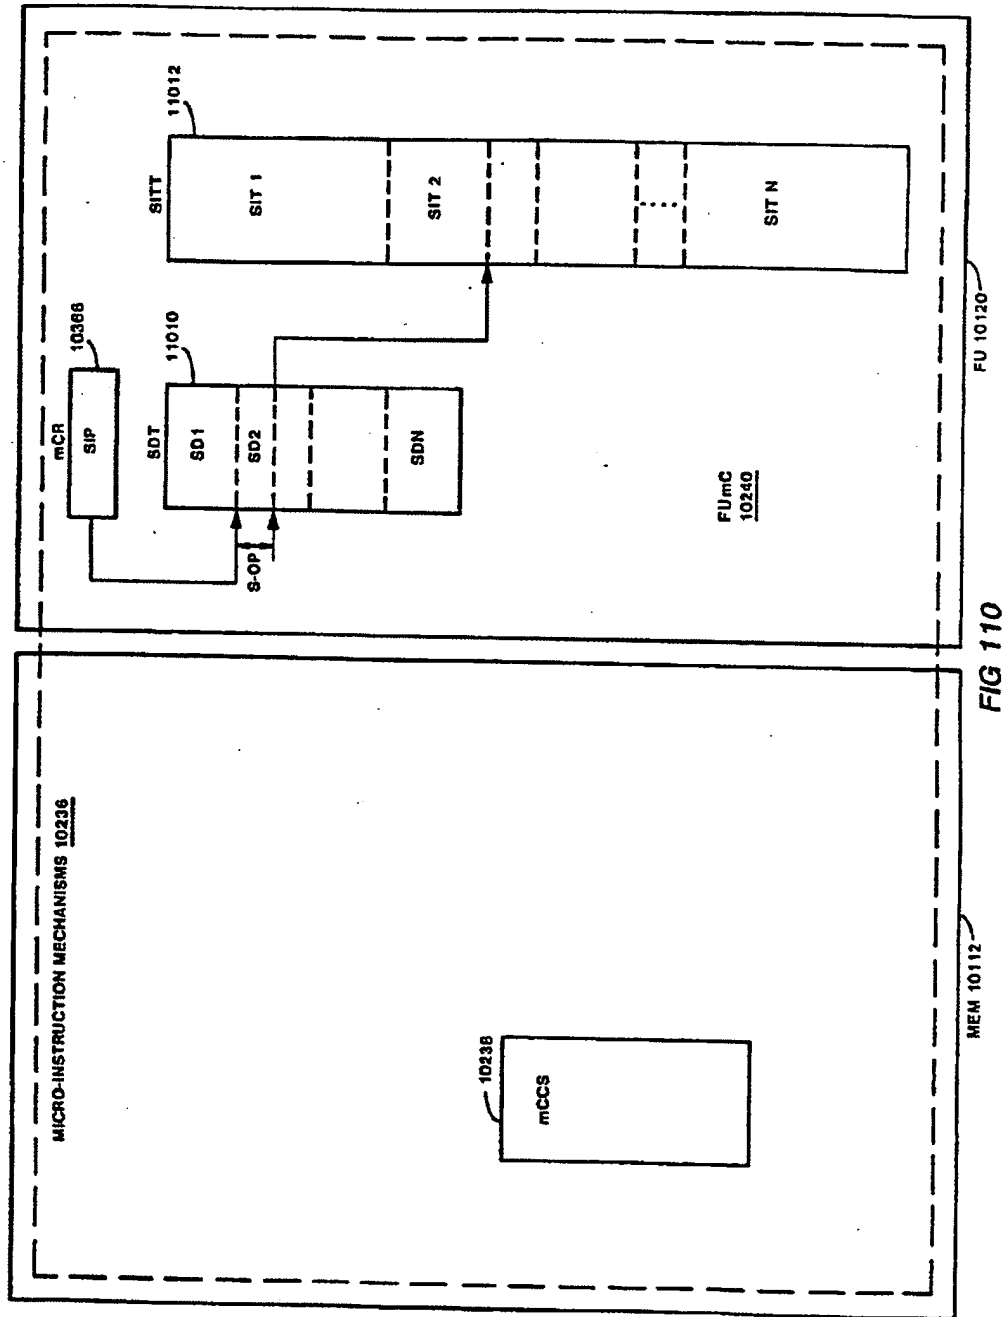 MICRO-INSTRUCTION MECHANISMS 10236
10238
mCCS
MEM 10112
mCR
10366
SIP
SDT
11010
SD1
SD2
SDN
S-OP
SITT
11012
SIT 1
SIT 2
SIT N
FUmC
10240
FU 10120
FIG 110